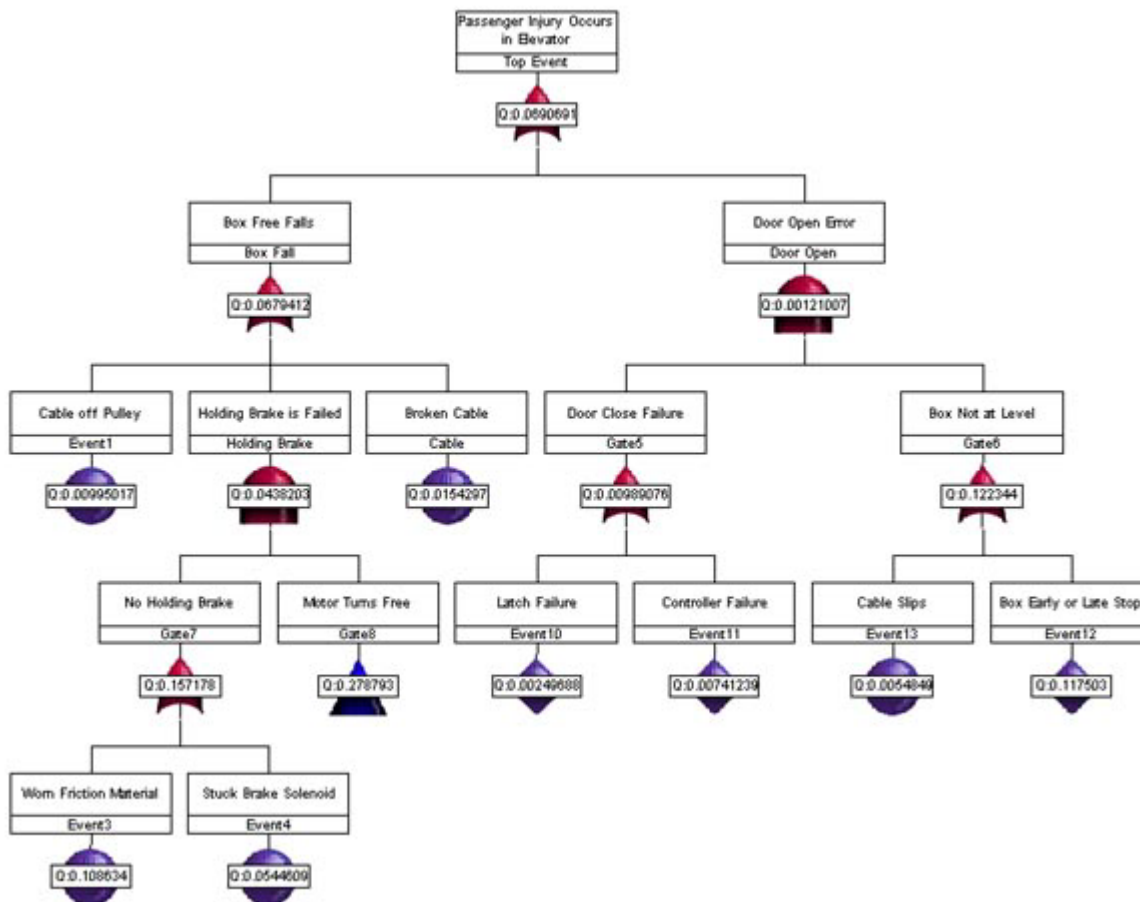 Passenger Injury Occurs
in Elevator
Top Event
Q:0.0690691
Box Free Falls
Box Fall
Q:0.0679412
Door Open Error
Door Open
Q:0.00121007
Cable off Pulley
Event1
Q:0.00995017
Holding Brake is Failed
Holding Brake
Q:0.0438203
Broken Cable
Cable
Q:0.0154297
Door Close Failure
Gate5
Q:0.00989076
Box Not at Level
Gate6
Q:0.122344
No Holding Brake
Gate7
Q:0.157178
Motor Turns Free
Gate8
Q:0.278793
Latch Failure
Event10
Q:0.00249688
Controller Failure
Event11
Q:0.00741239
Cable Slips
Event13
Q:0.0054849
Box Early or Late Stop
Event12
Q:0.117503
Worn Friction Material
Event3
Q:0.108634
Stuck Brake Solenoid
Event4
Q:0.0544609